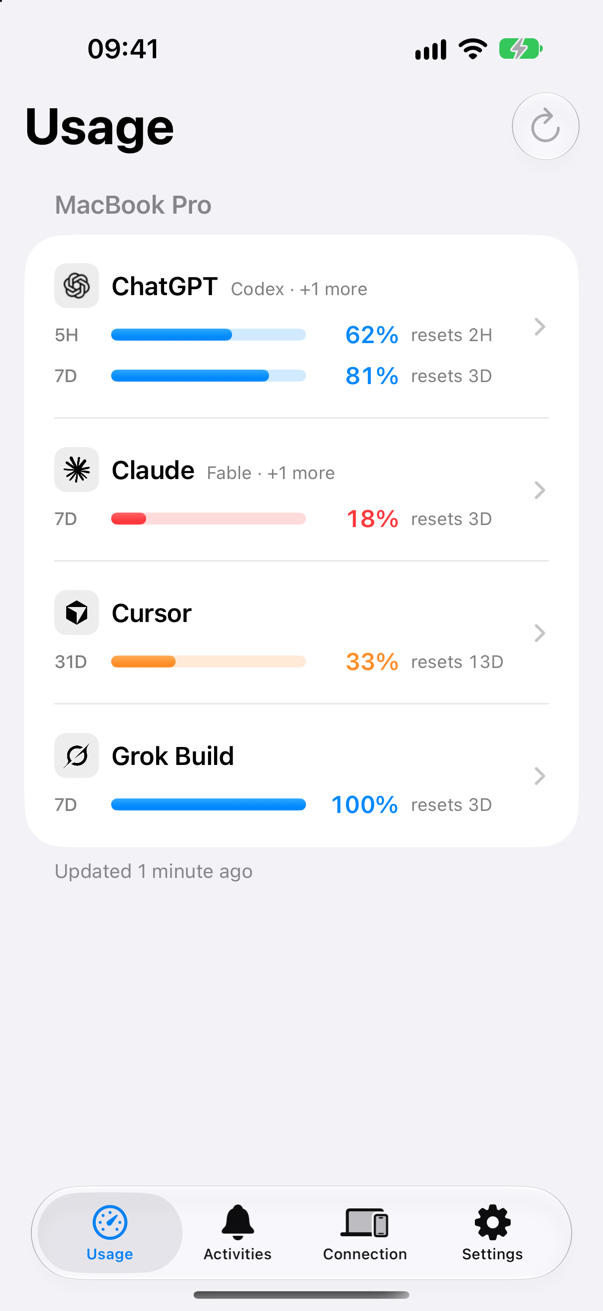 09:41
Usage
MacBook Pro
ChatGPT Codex · +1 more
5H 62% resets 2H
7D 81% resets 3D
Claude Fable · +1 more
7D 18% resets 3D
Cursor
31D 33% resets 13D
Grok Build
7D 100% resets 3D
Updated 1 minute ago
Usage Activities Connection Settings